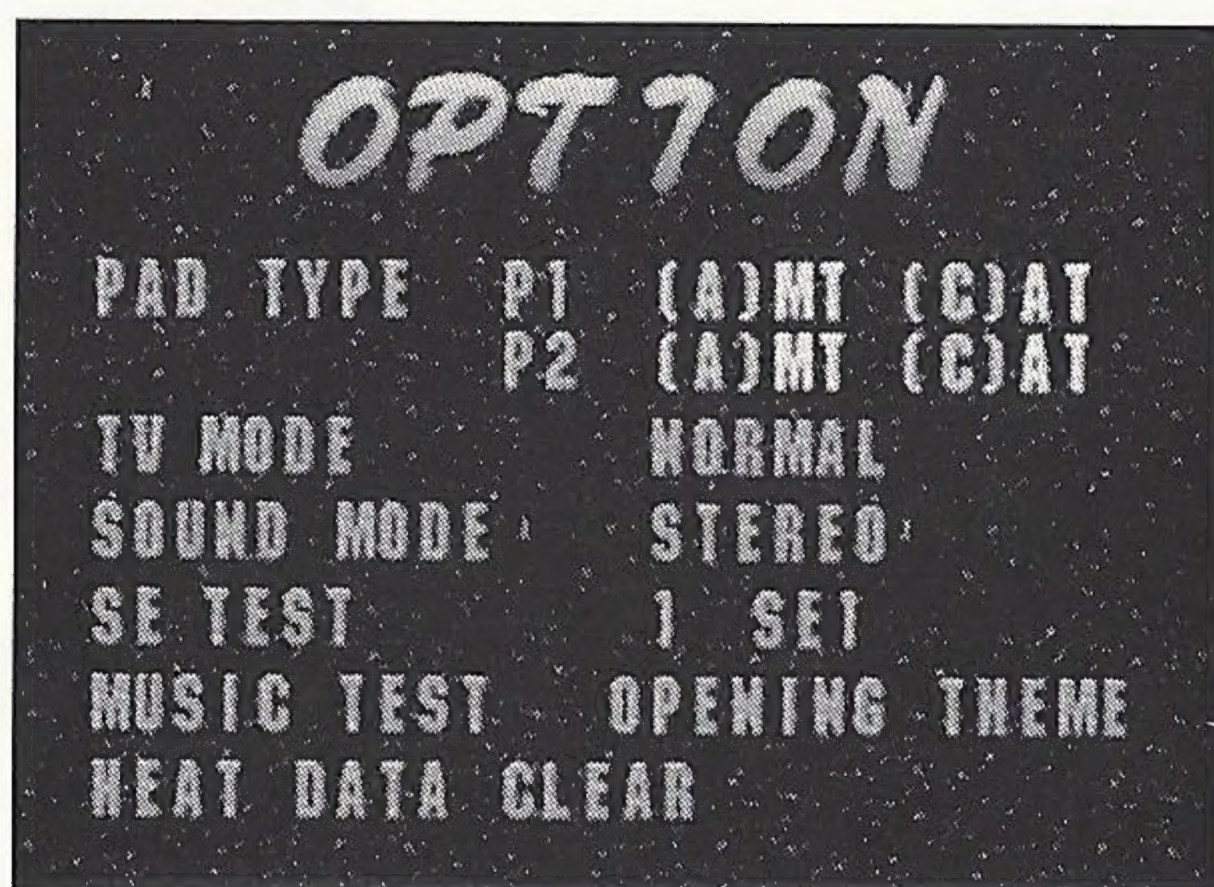 OPTION
PAD TYPE P1 (A)MT (C)AT
P2 (A)MT (C)AT
TV MODE NORMAL
SOUND MODE STEREO
SE TEST 1 SE1
MUSIC TEST OPENING THEME
HEAT DATA CLEAR